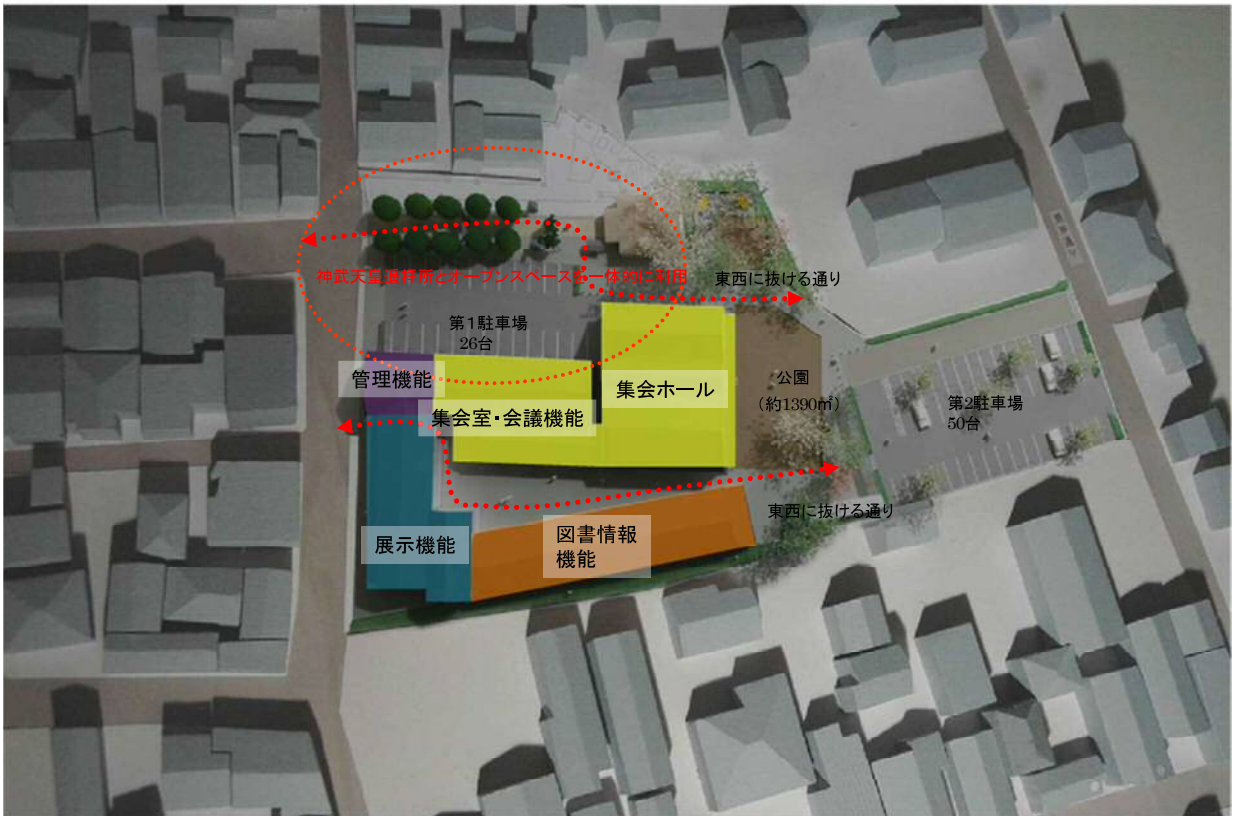 神武天皇遥拝所とオープンスペースを一体的に利用
東西に抜ける通り
第1駐車場
26台
管理機能
集会室・会議機能
集会ホール
公園
(約1390㎡)
第2駐車場
50台
東西に抜ける通り
展示機能
図書情報
機能